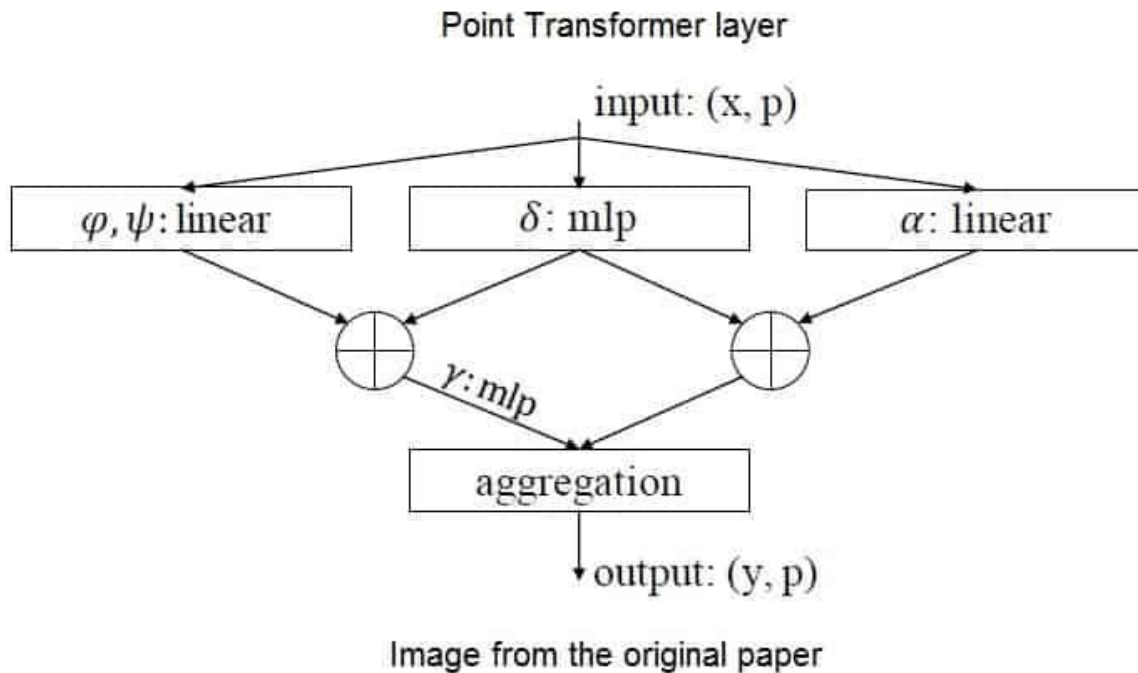 Point Transformer layer
input: (x, p)
φ, ψ: linear
δ: mlp
α: linear
γ: mlp
aggregation
output: (y, p)
Image from the original paper